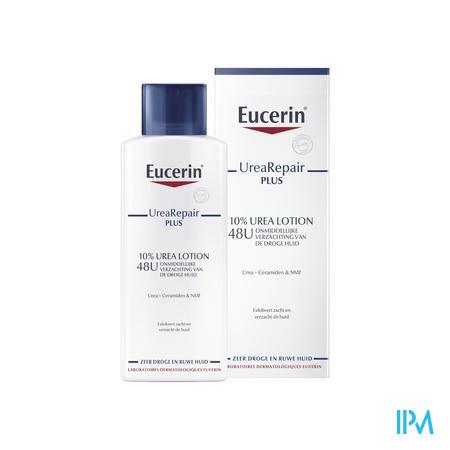 Eucerin®
UreaRepair
PLUS
10% UREA LOTION
48U ONMIDDELLIJKE
VERZACHTING VAN
DE DROGE HUID
Urea + Ceramiden & NMF
Exfolieert zacht en
verzacht de huid
ZEER DROGE EN RUWE HUID
LABORATOIRES DERMATOLOGIQUES EUCERIN
Eucerin®
UreaRepair
PLUS
10% UREA LOTION
48U ONMIDDELLIJKE
VERZACHTING VAN
DE DROGE HUID
Urea + Ceramiden & NMF
Exfolieert zacht en
verzacht de huid
ZEER DROGE EN RUWE HUID
LABORATOIRES DERMATOLOGIQUES EUCERIN
IPM